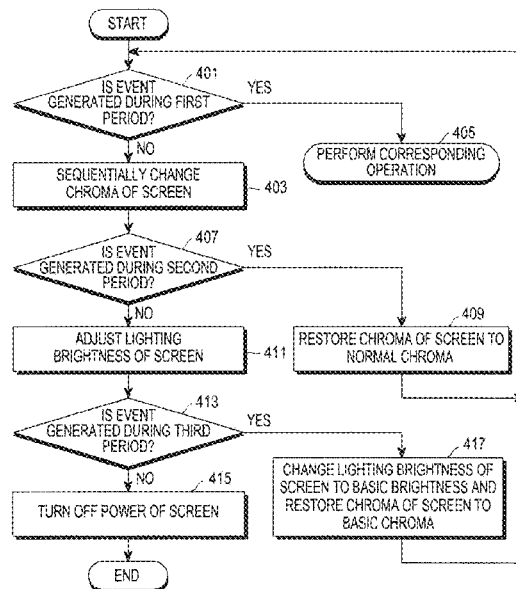 START
401
IS EVENT
GENERATED DURING FIRST
PERIOD?
YES
NO
405
PERFORM CORRESPONDING
OPERATION
SEQUENTIALLY CHANGE
CHROMA OF SCREEN
403
407
IS EVENT
GENERATED DURING SECOND
PERIOD?
YES
NO
409
RESTORE CHROMA OF SCREEN TO
NORMAL CHROMA
ADJUST LIGHTING
BRIGHTNESS OF SCREEN
411
413
IS EVENT
GENERATED DURING THIRD
PERIOD?
YES
NO
415
417
CHANGE LIGHTING BRIGHTNESS OF
SCREEN TO BASIC BRIGHTNESS AND
RESTORE CHROMA OF SCREEN TO
BASIC CHROMA
TURN OFF POWER OF SCREEN
END